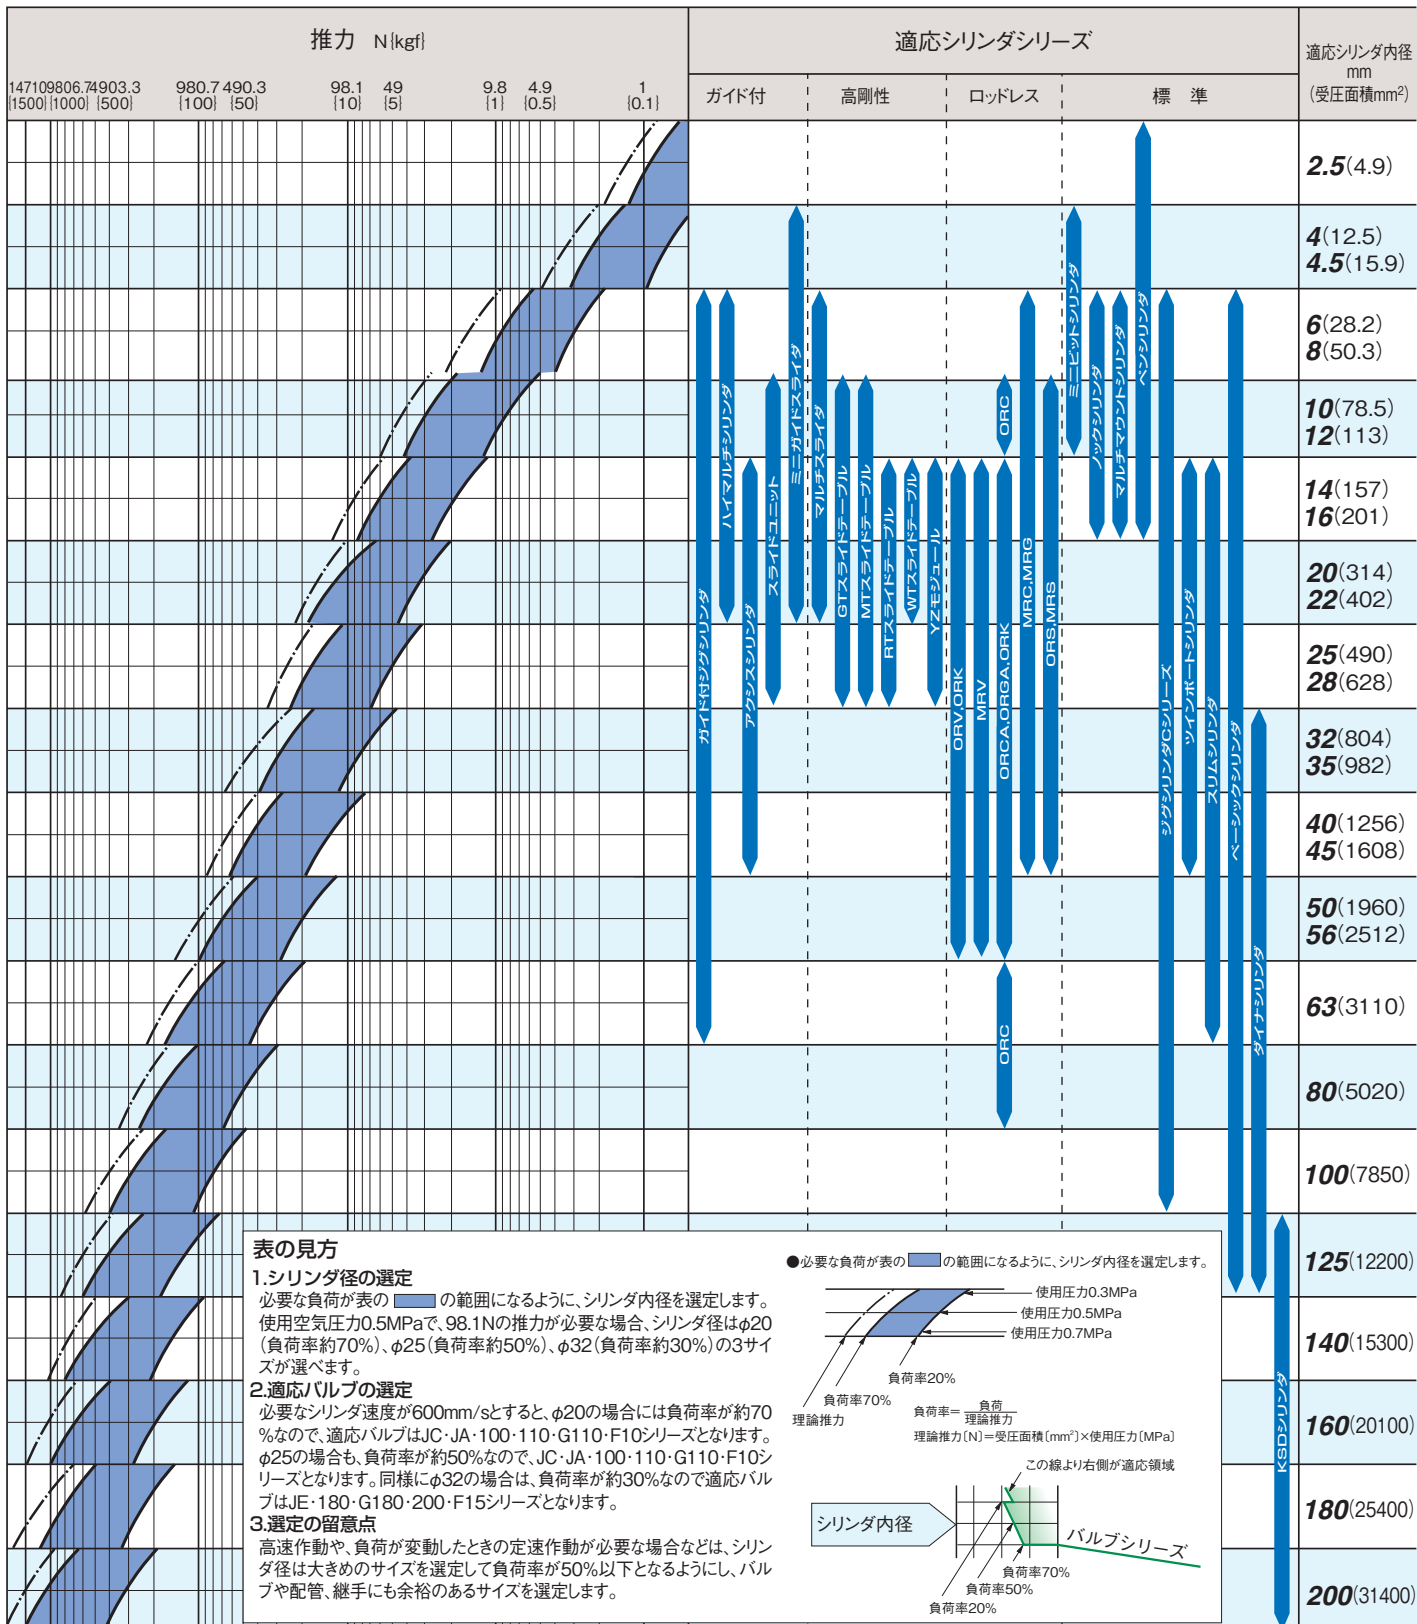 推力 N{kgf}
適応シリンダシリーズ
適応シリンダ内径
mm
(受圧面積mm²)
14710 9806.7 4903.3 980.7 490.3 98.1 49 9.8 4.9 1
{1500} {1000} {500} {100} {50} {10} {5} {1} {0.5} {0.1}
ガイド付 高剛性 ロッドレス 標準
2.5(4.9)
4(12.5)
4.5(15.9)
6(28.2)
8(50.3)
10(78.5)
12(113)
14(157)
16(201)
20(314)
22(402)
25(490)
28(628)
32(804)
35(982)
40(1256)
45(1608)
50(1960)
56(2512)
63(3110)
80(5020)
100(7850)
125(12200)
140(15300)
160(20100)
180(25400)
200(31400)
ガイド付ジグシリンダ
ハイマルチシリンダ
アクシスシリンダ
スライドユニット
ミニガイドスライダ
マルチスライダ
GTスライドテーブル
MTスライドテーブル
RTスライドテーブル
WTスライドテーブル
YZモジュール
ORV,ORK
MRV
ORC
ORCA,ORGA,ORK
ORC
MRC,MRG
ORS,MRS
ミニビットシリンダ
ノックシリンダ
マルチマウントシリンダ
ペンシリンダ
ジグシリンダCシリーズ
ツインポートシリンダ
スリムシリンダ
ベーシックシリンダ
ダイナシリンダ
KSDシリンダ
表の見方
1.シリンダ径の選定
必要な負荷が表の の範囲になるように、シリンダ内径を選定します。
使用空気圧力0.5MPaで、98.1Nの推力が必要な場合、シリンダ径はφ20
(負荷率約70%)、φ25(負荷率約50%)、φ32(負荷率約30%)の3サイ
ズが選べます。
2.適応バルブの選定
必要なシリンダ速度が600mm/sとすると、φ20の場合には負荷率が約70
%なので、適応バルブはJC・JA・100・110・G110・F10シリーズとなります。
φ25の場合も、負荷率が約50%なので、JC・JA・100・110・G110・F10シ
リーズとなります。同様にφ32の場合は、負荷率が約30%なので適応バル
ブはJE・180・G180・200・F15シリーズとなります。
3.選定の留意点
高速作動や、負荷が変動したときの定速作動が必要な場合などは、シリン
ダ径は大きめのサイズを選定して負荷率が50%以下となるようにし、バル
ブや配管、継手にも余裕のあるサイズを選定します。
●必要な負荷が表の の範囲になるように、シリンダ内径を選定します。
使用圧力0.3MPa
使用圧力0.5MPa
使用圧力0.7MPa
負荷率20%
負荷率70%
理論推力
負荷率=負荷/理論推力
理論推力〔N〕=受圧面積〔mm²〕×使用圧力〔MPa〕
この線より右側が適応領域
シリンダ内径
バルブシリーズ
負荷率70%
負荷率50%
負荷率20%